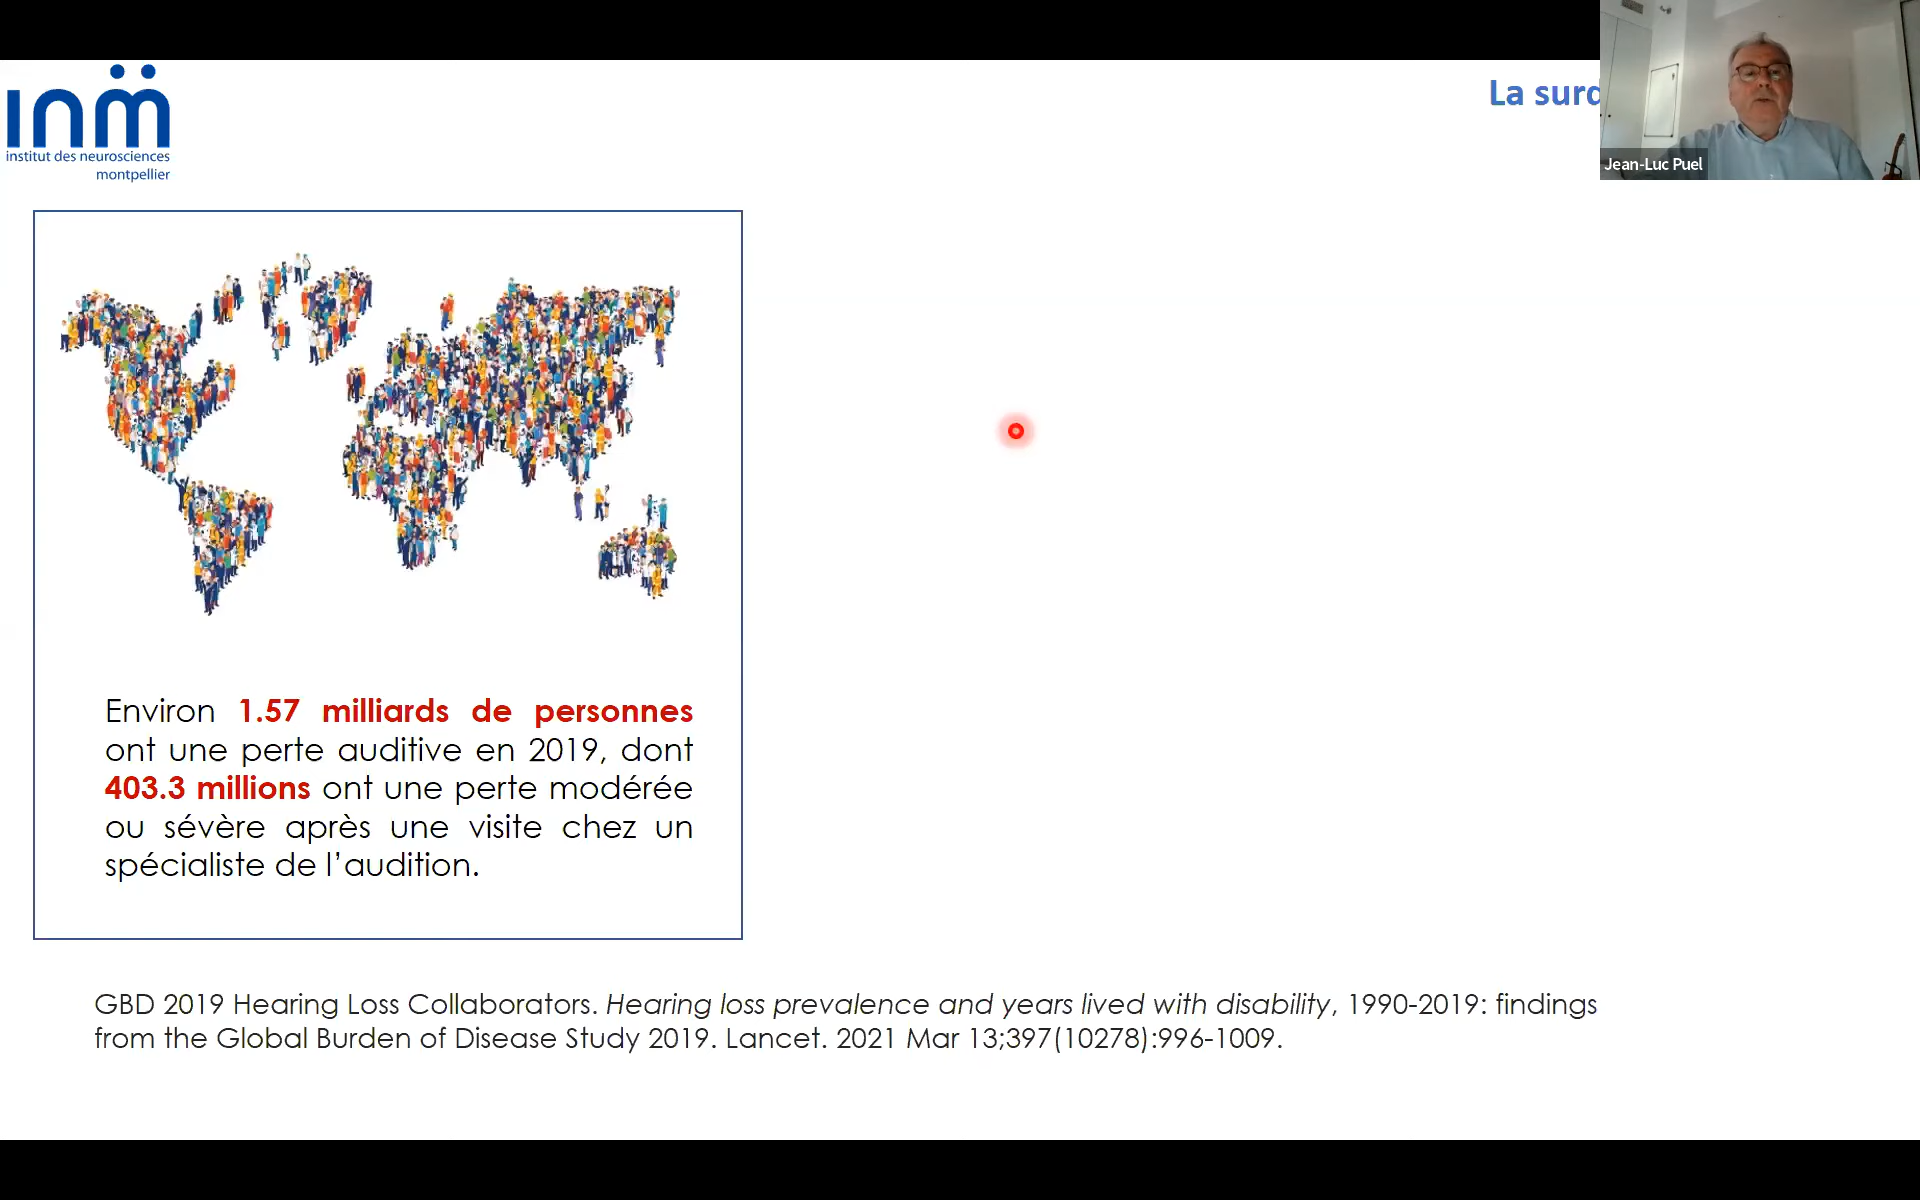 inm
institut des neurosciences
montpellier
La surd
Jean-Luc Puel
Environ 1.57 milliards de personnes
ont une perte auditive en 2019, dont
403.3 millions ont une perte modérée
ou sévère après une visite chez un
spécialiste de l’audition.
GBD 2019 Hearing Loss Collaborators. Hearing loss prevalence and years lived with disability, 1990-2019: findings
from the Global Burden of Disease Study 2019. Lancet. 2021 Mar 13;397(10278):996-1009.